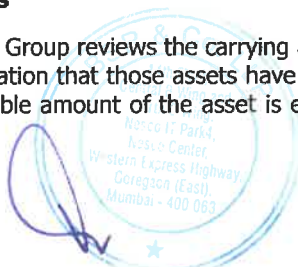 s
Group reviews the carrying a
ation that those assets have
ble amount of the asset is e
Nesco IT Park4,
Nesco Center,
Western Express Highway,
Goregaon (East),
Mumbai - 400 063